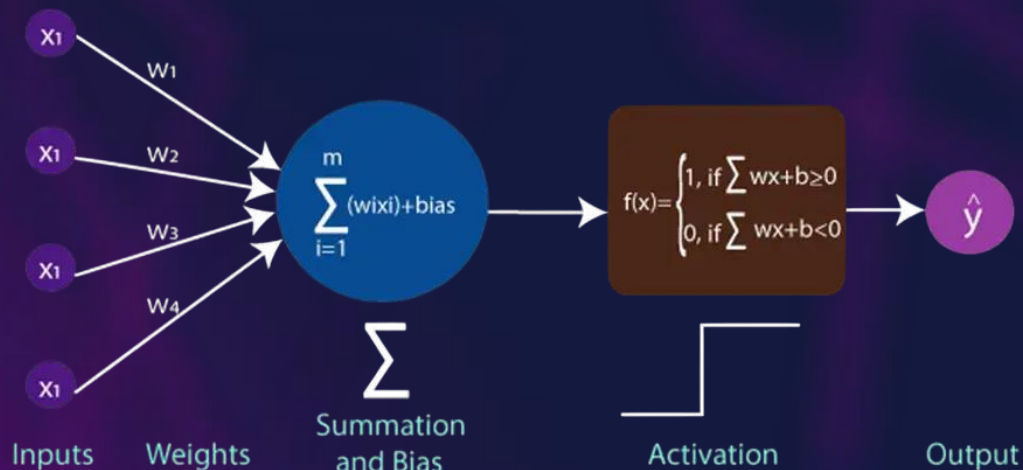 X1
W1
X1
W2
X1
W3
X1
W4
m
∑(wixi)+bias
i=1
f(x)={1, if ∑ wx+b≥0
0, if ∑ wx+b<0
ŷ
∑
Inputs
Weights
Summation
and Bias
Activation
Output